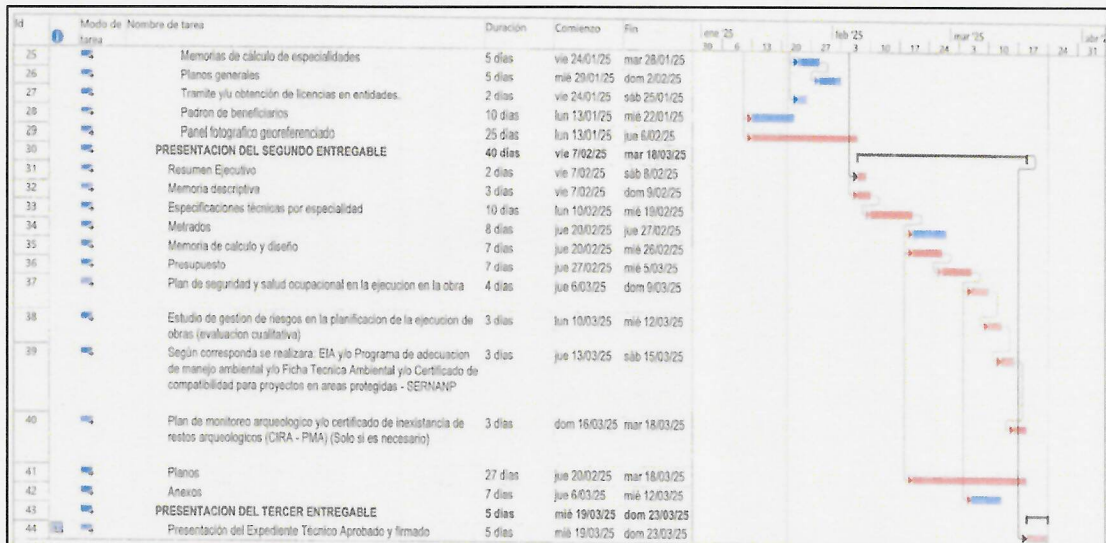 Id Modo de tarea Nombre de tarea Duración Comienzo Fin ene '25 feb '25 mar '25 abr '2
30 6 13 20 27 3 10 17 24 3 10 17 24 31
25 Memorias de cálculo de especialidades 5 días vie 24/01/25 mar 28/01/25
26 Planos generales 5 días mié 29/01/25 dom 2/02/25
27 Tramite y/u obtención de licencias en entidades. 2 días vie 24/01/25 sáb 25/01/25
28 Padron de beneficiarios 10 días lun 13/01/25 mié 22/01/25
29 Panel fotografico georeferenciado 25 días lun 13/01/25 jue 6/02/25
30 PRESENTACION DEL SEGUNDO ENTREGABLE 40 días vie 7/02/25 mar 18/03/25
31 Resumen Ejecutivo 2 días vie 7/02/25 sáb 8/02/25
32 Memoria descriptiva 3 días vie 7/02/25 dom 9/02/25
33 Especificaciones técnicas por especialidad 10 días lun 10/02/25 mié 19/02/25
34 Metrados 8 días jue 20/02/25 jue 27/02/25
35 Memoria de calculo y diseño 7 días jue 20/02/25 mié 26/02/25
36 Presupuesto 7 días jue 27/02/25 mié 5/03/25
37 Plan de seguridad y salud ocupacional en la ejecucion en la obra 4 días jue 6/03/25 dom 9/03/25
38 Estudio de gestion de riesgos en la planificacion de la ejecucion de 3 días lun 10/03/25 mié 12/03/25
obras (evaluacion cualitativa)
39 Según corresponda se realizara: EIA y/o Programa de adecuacion 3 días jue 13/03/25 sáb 15/03/25
de manejo ambiental y/o Ficha Tecnica Ambiental y/o Certificado de
compatibilidad para proyectos en areas protegidas - SERNANP
40 Plan de monitoreo arqueologico y/o certificado de inexistancia de 3 días dom 16/03/25 mar 18/03/25
restos arqueologicos (CIRA - PMA) (Solo si es necesario)
41 Planos 27 días jue 20/02/25 mar 18/03/25
42 Anexos 7 días jue 6/03/25 mié 12/03/25
43 PRESENTACION DEL TERCER ENTREGABLE 5 días mié 19/03/25 dom 23/03/25
44 Presentación del Expediente Técnico Aprobado y firmado 5 días mié 19/03/25 dom 23/03/25